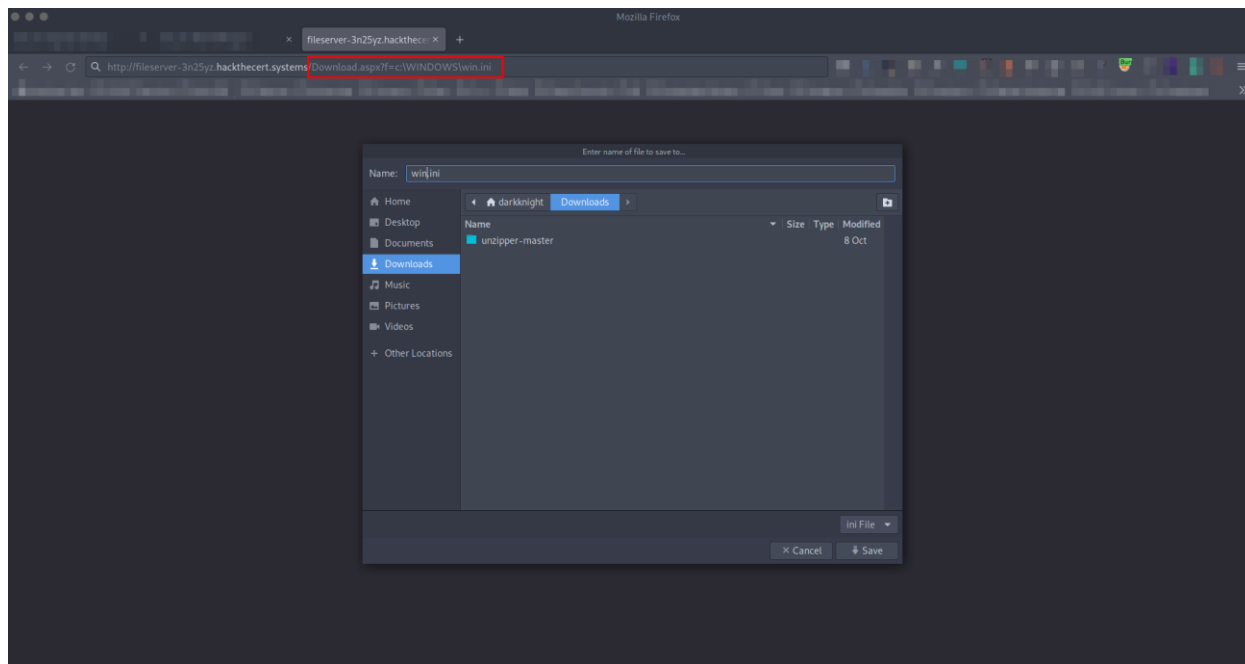 Mozilla Firefox
fileserver-3n25yz.hackthecer × +
http://fileserver-3n25yz.hackthecert.systems/Download.aspx?f=c:\WINDOWS\win.ini
Enter name of file to save to...
Name: win.ini
Home
darkknight Downloads
Desktop
Name Size Type Modified
Documents
unzipper-master 8 Oct
Downloads
Music
Pictures
Videos
+ Other Locations
ini File
× Cancel Save